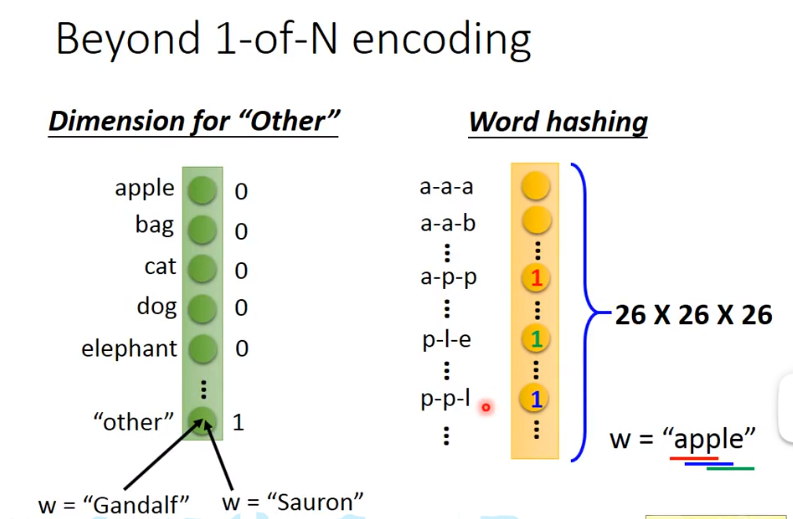 Beyond 1-of-N encoding
Dimension for “Other”
apple 0
bag 0
cat 0
dog 0
elephant 0
⋮
“other” 1
w = “Gandalf” w = “Sauron”
Word hashing
a-a-a
a-a-b
⋮ ⋮
a-p-p 1
⋮ ⋮
p-l-e 1
⋮ ⋮
p-p-l 1
⋮ ⋮
26 X 26 X 26
w = “apple”